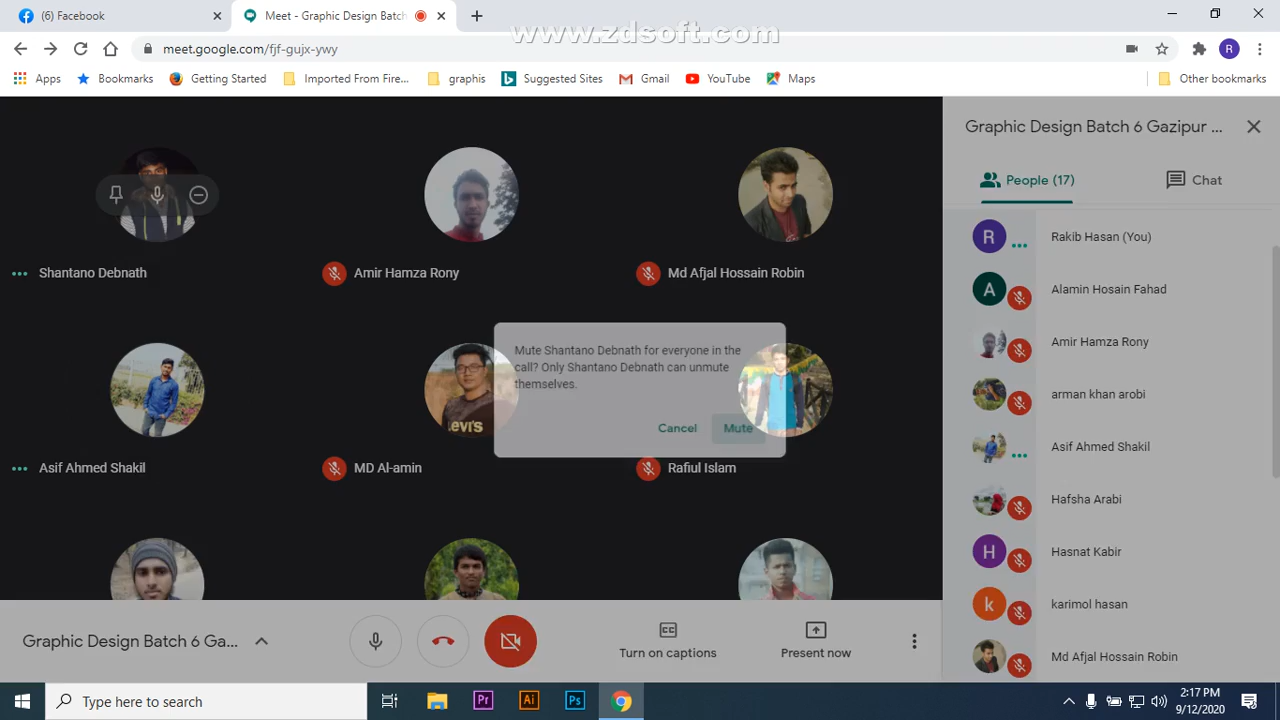 (6) Facebook
Meet - Graphic Design Batch
www.zdsoft.com
meet.google.com/fjf-gujx-ywy
R
Apps
Bookmarks
Getting Started
Imported From Fire...
graphis
Suggested Sites
Gmail
YouTube
Maps
Other bookmarks
Graphic Design Batch 6 Gazipur ...
People (17)
Chat
Shantano Debnath
Amir Hamza Rony
Md Afjal Hossain Robin
Mute Shantano Debnath for everyone in the
call? Only Shantano Debnath can unmute
themselves.
Cancel
Mute
LEVI'S
Asif Ahmed Shakil
MD Al-amin
Rafiul Islam
R
Rakib Hasan (You)
A
Alamin Hosain Fahad
Amir Hamza Rony
arman khan arobi
Asif Ahmed Shakil
Hafsha Arabi
H
Hasnat Kabir
k
karimol hasan
Md Afjal Hossain Robin
Graphic Design Batch 6 Ga...
CC
Turn on captions
Present now
Type here to search
Pr
Ai
Ps
2:17 PM
9/12/2020